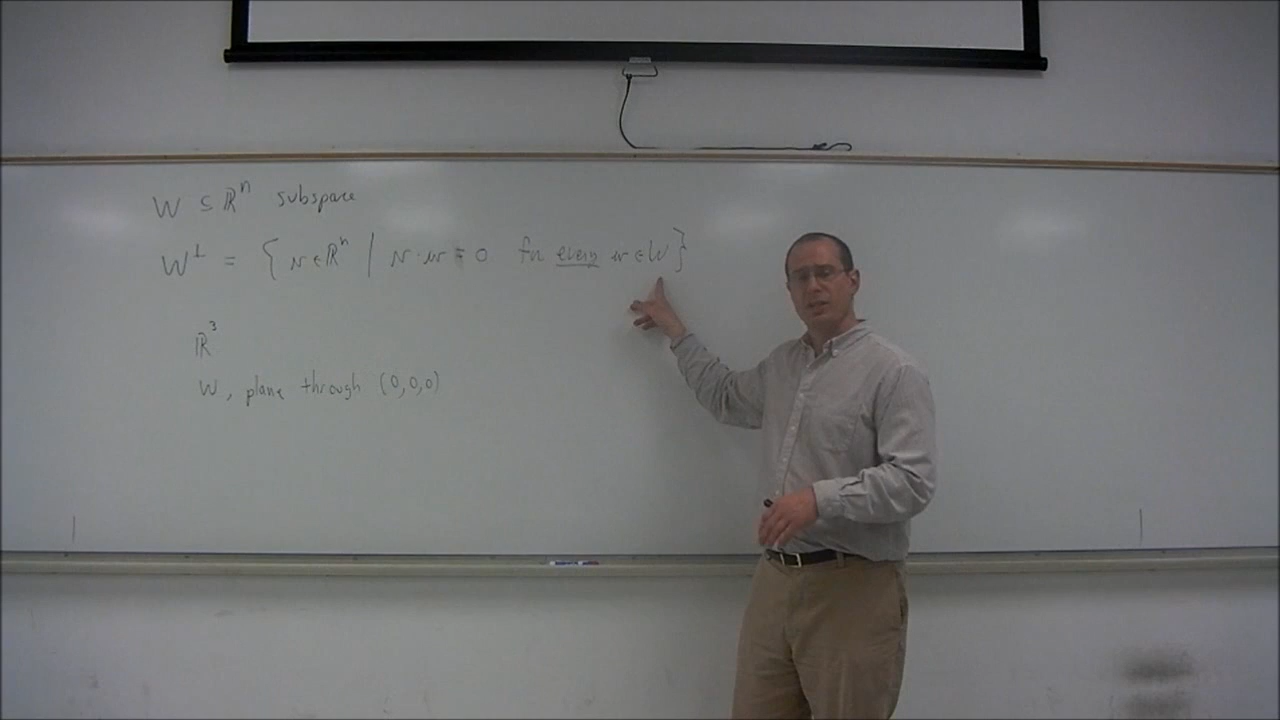 W ⊆ ℝⁿ subspace
W^⊥ = { v ∈ ℝⁿ | v · w = 0 for every w ∈ W }
ℝ³
W, plane through (0,0,0)